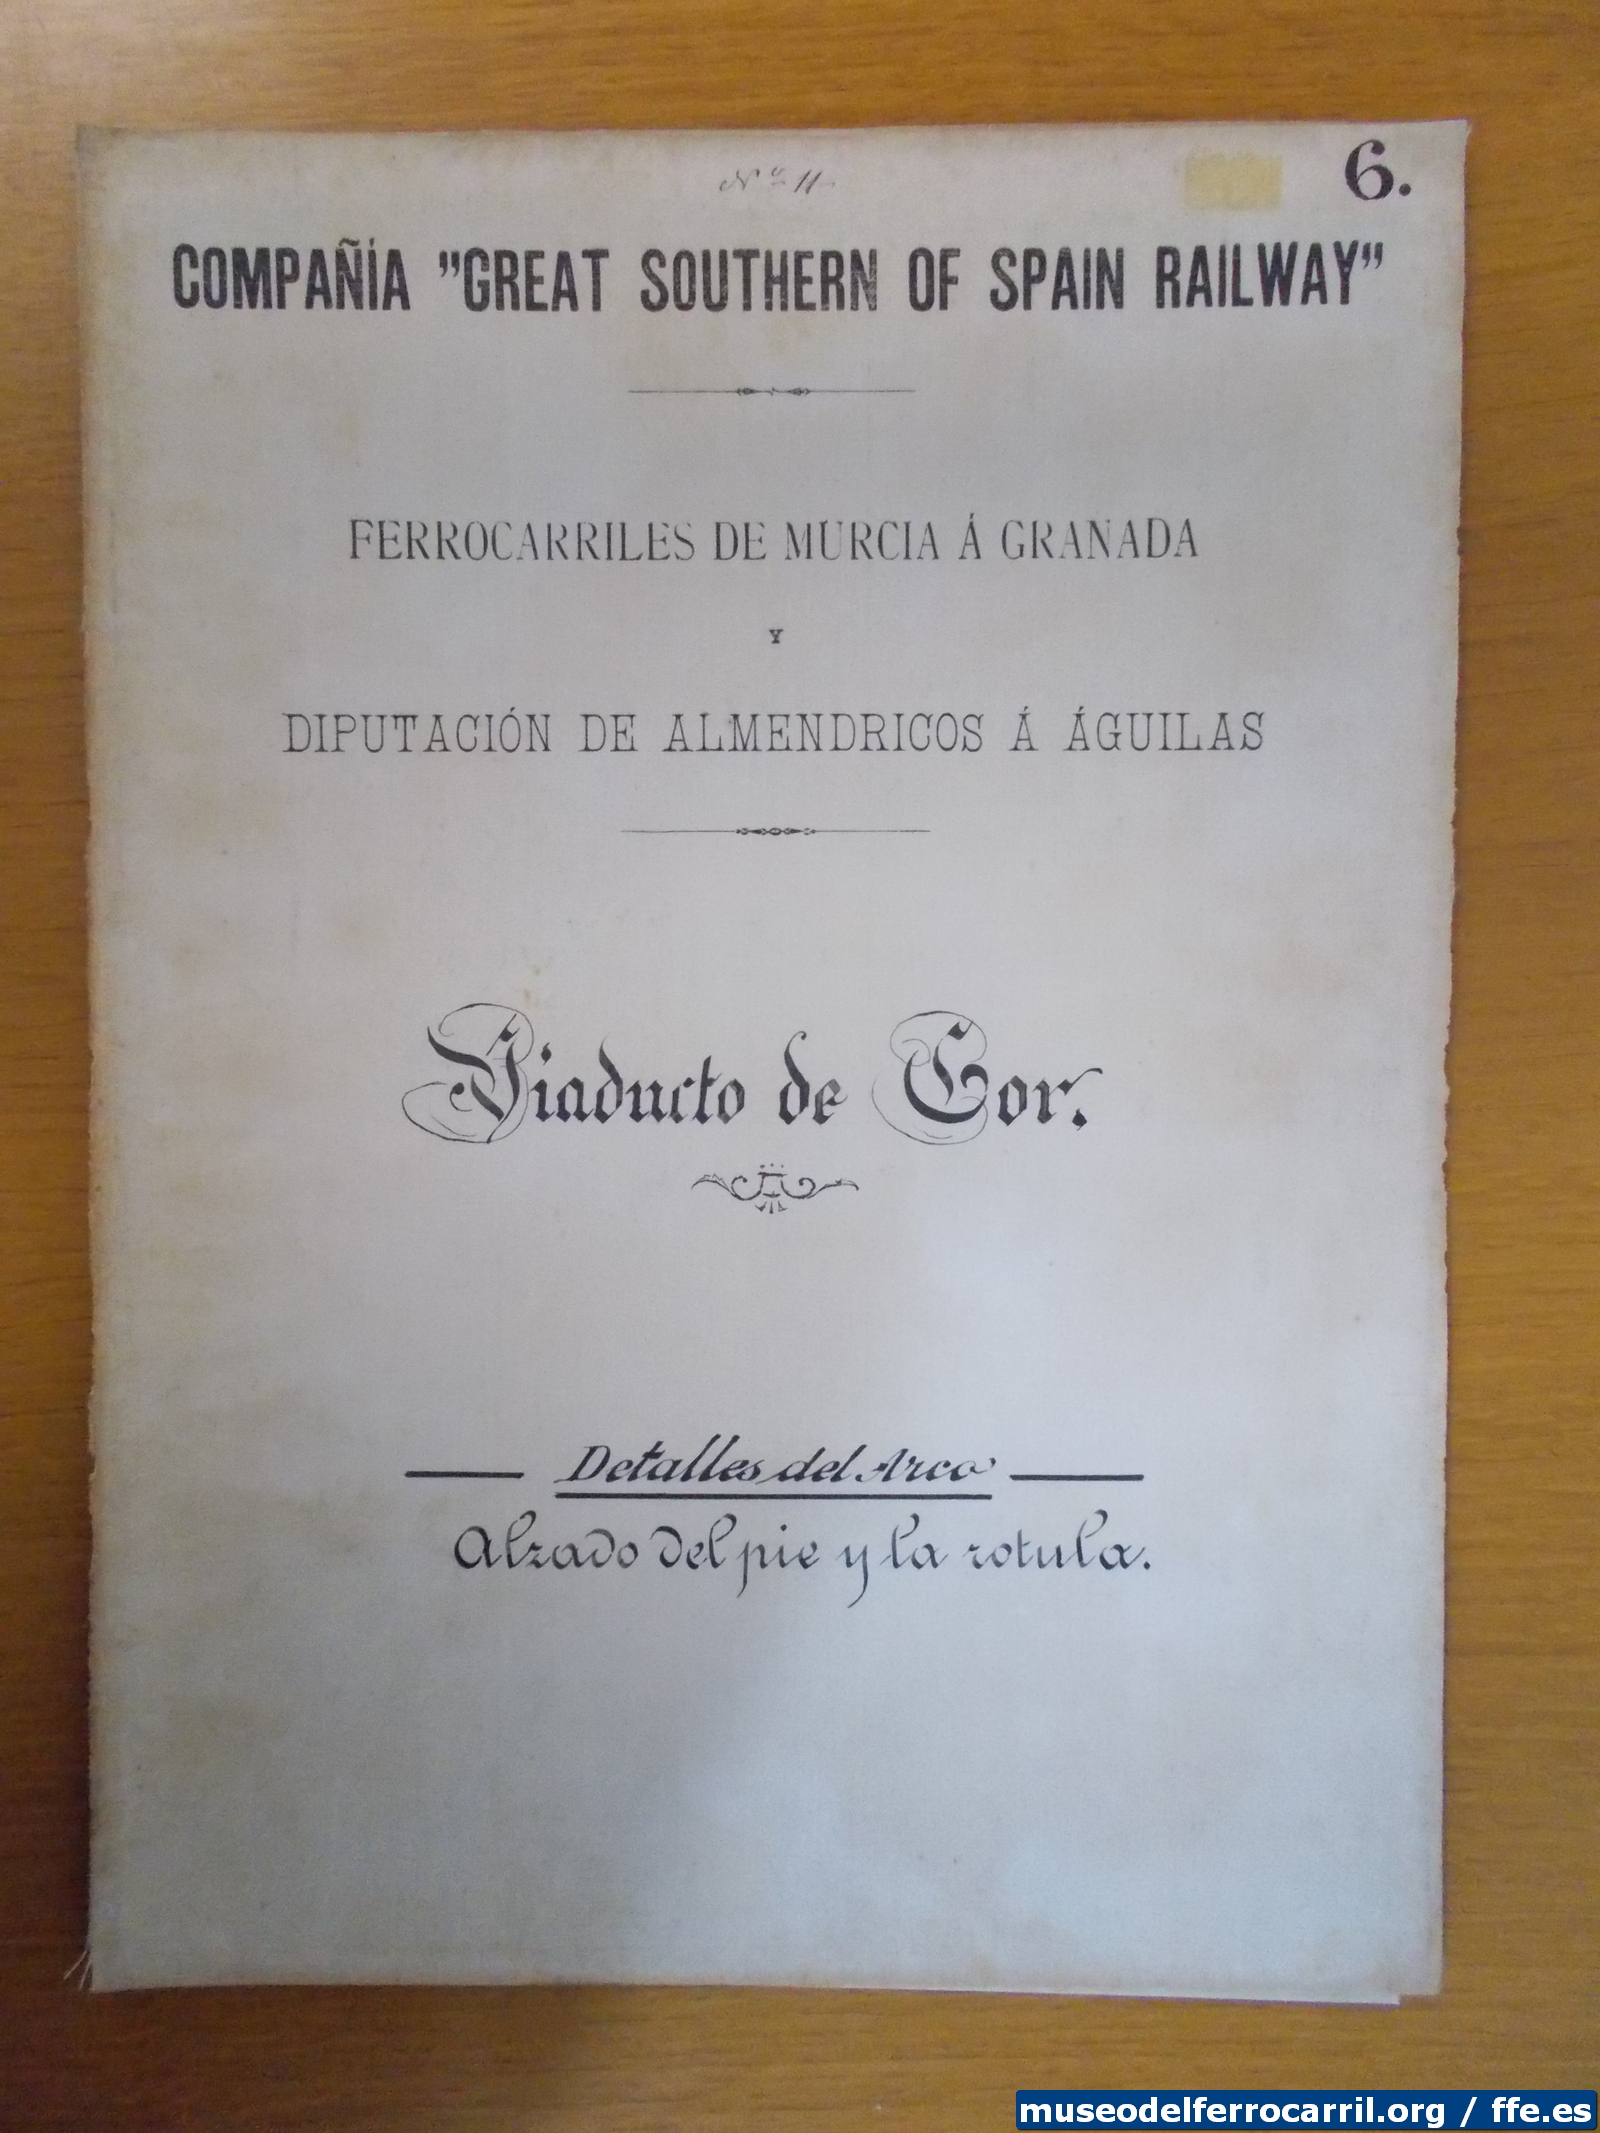 Nº 11
6.
COMPAÑÍA "GREAT SOUTHERN OF SPAIN RAILWAY"
FERROCARRILES DE MURCIA Á GRANADA
Y
DIPUTACIÓN DE ALMENDRICOS Á ÁGUILAS
Viaducto de Gor.
Detalles del Arco
Alzado del pie y la rotula.
museodelferrocarril.org / ffe.es